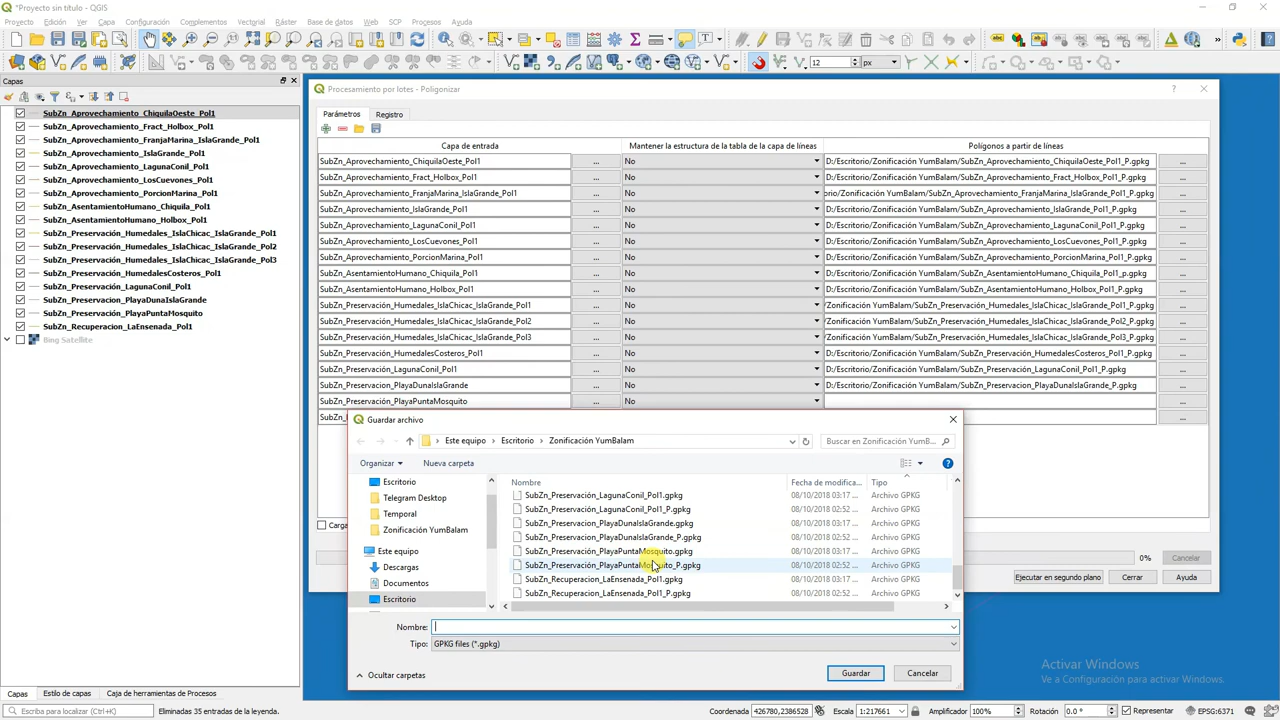 *Proyecto sin título - QGIS
Proyecto Edición Ver Capa Configuración Complementos Vectorial Ráster Base de datos Web SCP Procesos Ayuda
12 px
Capas
SubZn_Aprovechamiento_ChiquilaOeste_Pol1
SubZn_Aprovechamiento_Fract_Holbox_Pol1
SubZn_Aprovechamiento_FranjaMarina_IslaGrande_Pol1
SubZn_Aprovechamiento_IslaGrande_Pol1
SubZn_Aprovechamiento_LagunaConil_Pol1
SubZn_Aprovechamiento_LosCuevones_Pol1
SubZn_Aprovechamiento_PorcionMarina_Pol1
SubZn_AsentamientoHumano_Chiquila_Pol1
SubZn_AsentamientoHumano_Holbox_Pol1
SubZn_Preservación_Humedales_IslaChicac_IslaGrande_Pol1
SubZn_Preservación_Humedales_IslaChicac_IslaGrande_Pol2
SubZn_Preservación_Humedales_IslaChicac_IslaGrande_Pol3
SubZn_Preservación_HumedalesCosteros_Pol1
SubZn_Preservación_LagunaConil_Pol1
SubZn_Preservacion_PlayaDunaIslaGrande
SubZn_Preservación_PlayaPuntaMosquito
SubZn_Recuperacion_LaEnsenada_Pol1
Bing Satellite
Procesamiento por lotes - Poligonizar
Parámetros Registro
Capa de entrada Mantener la estructura de la tabla de la capa de líneas Polígonos a partir de líneas
SubZn_Aprovechamiento_ChiquilaOeste_Pol1 ... No D:/Escritorio/Zonificación YumBalam/SubZn_Aprovechamiento_ChiquilaOeste_Pol1_P.gpkg ...
SubZn_Aprovechamiento_Fract_Holbox_Pol1 ... No D:/Escritorio/Zonificación YumBalam/SubZn_Aprovechamiento_Fract_Holbox_Pol1_P.gpkg ...
SubZn_Aprovechamiento_FranjaMarina_IslaGrande_Pol1 ... No orio/Zonificación YumBalam/SubZn_Aprovechamiento_FranjaMarina_IslaGrande_Pol1_P.gpkg ...
SubZn_Aprovechamiento_IslaGrande_Pol1 ... No D:/Escritorio/Zonificación YumBalam/SubZn_Aprovechamiento_IslaGrande_Pol1_P.gpkg ...
SubZn_Aprovechamiento_LagunaConil_Pol1 ... No D:/Escritorio/Zonificación YumBalam/SubZn_Aprovechamiento_LagunaConil_Pol1_P.gpkg ...
SubZn_Aprovechamiento_LosCuevones_Pol1 ... No D:/Escritorio/Zonificación YumBalam/SubZn_Aprovechamiento_LosCuevones_Pol1_P.gpkg ...
SubZn_Aprovechamiento_PorcionMarina_Pol1 ... No D:/Escritorio/Zonificación YumBalam/SubZn_Aprovechamiento_PorcionMarina_Pol1_P.gpkg ...
SubZn_AsentamientoHumano_Chiquila_Pol1 ... No D:/Escritorio/Zonificación YumBalam/SubZn_AsentamientoHumano_Chiquila_Pol1_p.gpkg ...
SubZn_AsentamientoHumano_Holbox_Pol1 ... No D:/Escritorio/Zonificación YumBalam/SubZn_AsentamientoHumano_Holbox_Pol1_P.gpkg ...
SubZn_Preservación_Humedales_IslaChicac_IslaGrande_Pol1 ... No /Zonificación YumBalam/SubZn_Preservación_Humedales_IslaChicac_IslaGrande_Pol1_P.gpkg ...
SubZn_Preservación_Humedales_IslaChicac_IslaGrande_Pol2 ... No /Zonificación YumBalam/SubZn_Preservación_Humedales_IslaChicac_IslaGrande_Pol2_P.gpkg ...
SubZn_Preservación_Humedales_IslaChicac_IslaGrande_Pol3 ... No /Zonificación YumBalam/SubZn_Preservación_Humedales_IslaChicac_IslaGrande_Pol3_P.gpkg ...
SubZn_Preservación_HumedalesCosteros_Pol1 ... No D:/Escritorio/Zonificación YumBalam/SubZn_Preservación_HumedalesCosteros_Pol1_P.gpkg ...
SubZn_Preservación_LagunaConil_Pol1 ... No D:/Escritorio/Zonificación YumBalam/SubZn_Preservación_LagunaConil_Pol1_P.gpkg ...
SubZn_Preservacion_PlayaDunaIslaGrande ... No D:/Escritorio/Zonificación YumBalam/SubZn_Preservacion_PlayaDunaIslaGrande_P.gpkg ...
SubZn_Preservación_PlayaPuntaMosquito ... No ...
SubZn_ ...
Carga
0% Cancelar
Ejecutar en segundo plano Cerrar Ayuda
Guardar archivo
Este equipo Escritorio Zonificación YumBalam Buscar en Zonificación YumB...
Organizar Nueva carpeta
Escritorio
Telegram Desktop
Temporal
Zonificación YumBalam
Este equipo
Descargas
Documentos
Escritorio
Nombre Fecha de modifica... Tipo
SubZn_Preservación_LagunaConil_Pol1.gpkg 08/10/2018 03:17 ... Archivo GPKG
SubZn_Preservación_LagunaConil_Pol1_P.gpkg 08/10/2018 02:52 ... Archivo GPKG
SubZn_Preservación_PlayaDunaIslaGrande.gpkg 08/10/2018 03:17 ... Archivo GPKG
SubZn_Preservación_PlayaDunaIslaGrande_P.gpkg 08/10/2018 02:52 ... Archivo GPKG
SubZn_Preservación_PlayaPuntaMosquito.gpkg 08/10/2018 03:17 ... Archivo GPKG
SubZn_Preservación_PlayaPuntaMosquito_P.gpkg 08/10/2018 02:52 ... Archivo GPKG
SubZn_Recuperacion_LaEnsenada_Pol1.gpkg 08/10/2018 03:17 ... Archivo GPKG
SubZn_Recuperacion_LaEnsenada_Pol1_P.gpkg 08/10/2018 02:52 ... Archivo GPKG
Nombre:
Tipo: GPKG files (*.gpkg)
Ocultar carpetas Guardar Cancelar
Activar Windows
Ve a Configuración para activar Windows.
Capas Estilo de capas Caja de herramientas de Procesos
Escriba para localizar (Ctrl+K) Eliminadas 35 entradas de la leyenda. Coordenada 426780,2386528 Escala 1:217661 Amplificador 100% Rotación 0.0 ° Representar EPSG:6371